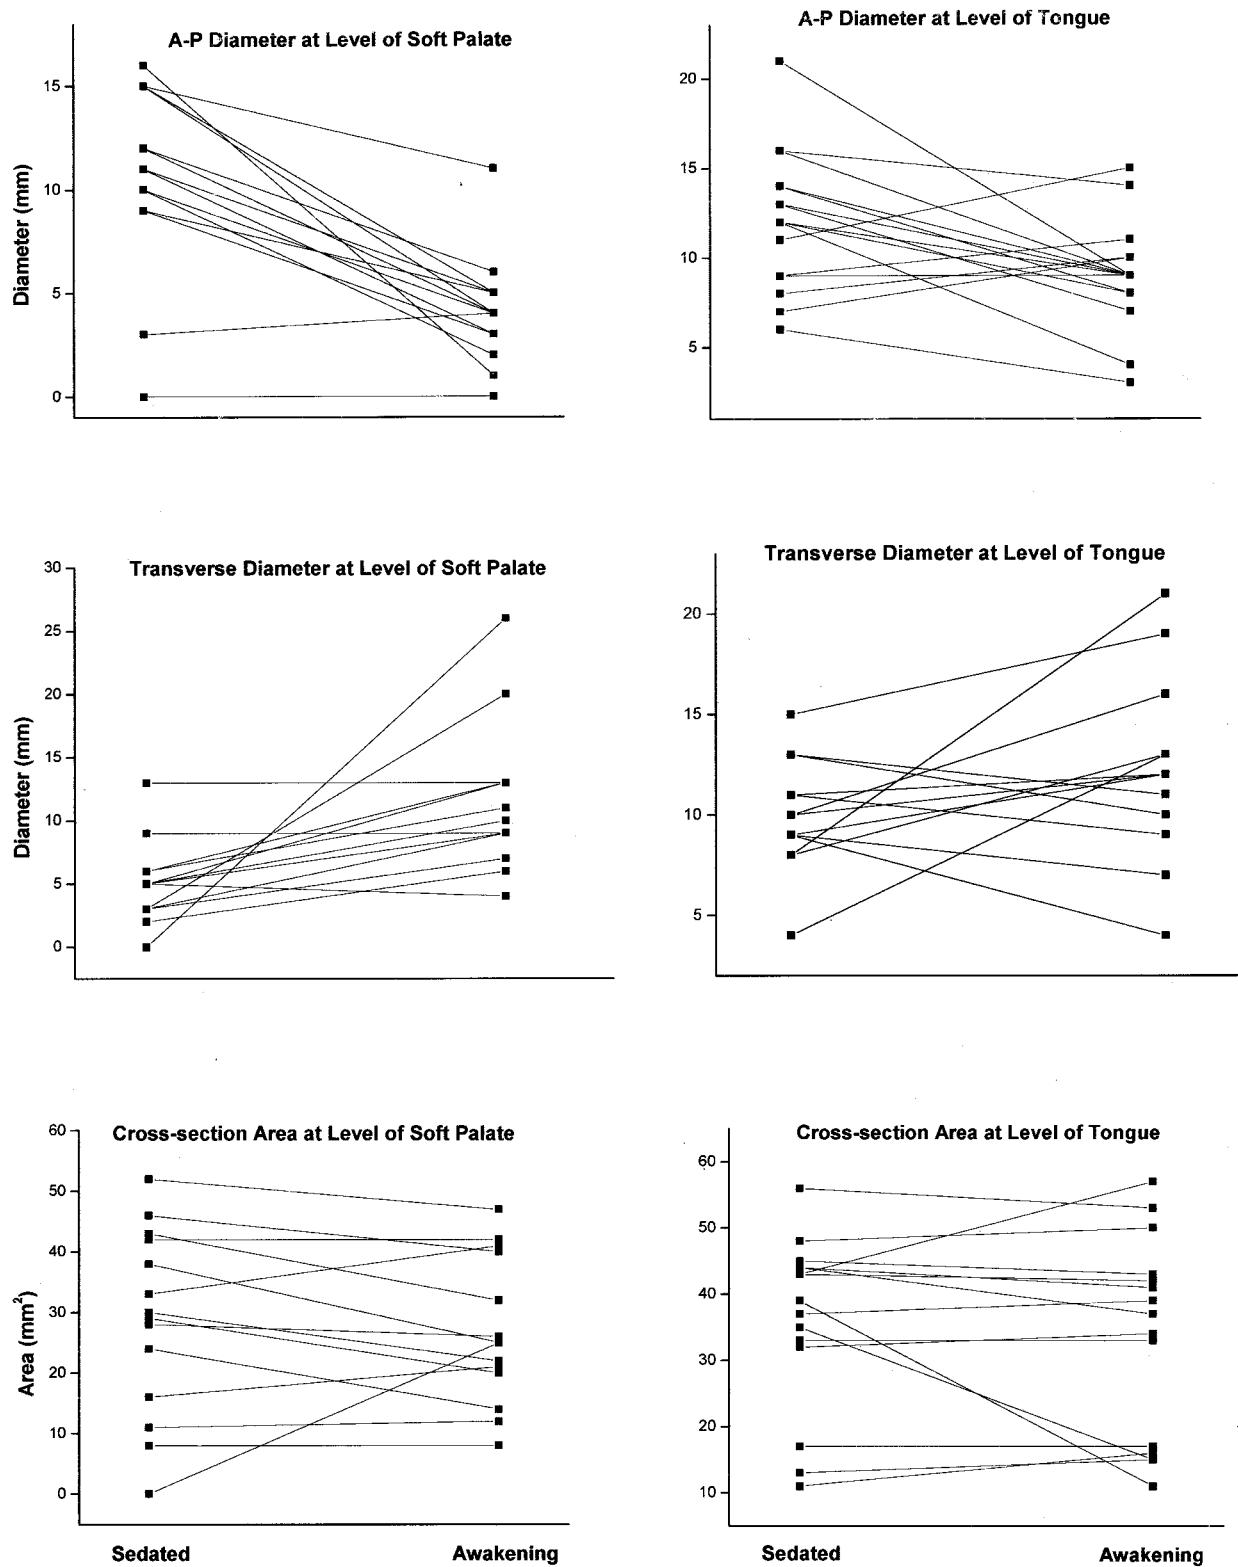 A-P Diameter at Level of Soft Palate
Diameter (mm)
15
10
5
0
A-P Diameter at Level of Tongue
20
15
10
5
Transverse Diameter at Level of Soft Palate
Diameter (mm)
30
25
20
15
10
5
0
Transverse Diameter at Level of Tongue
20
15
10
5
Cross-section Area at Level of Soft Palate
Area (mm²)
60
50
40
30
20
10
0
Sedated Awakening
Cross-section Area at Level of Tongue
60
50
40
30
20
10
Sedated Awakening